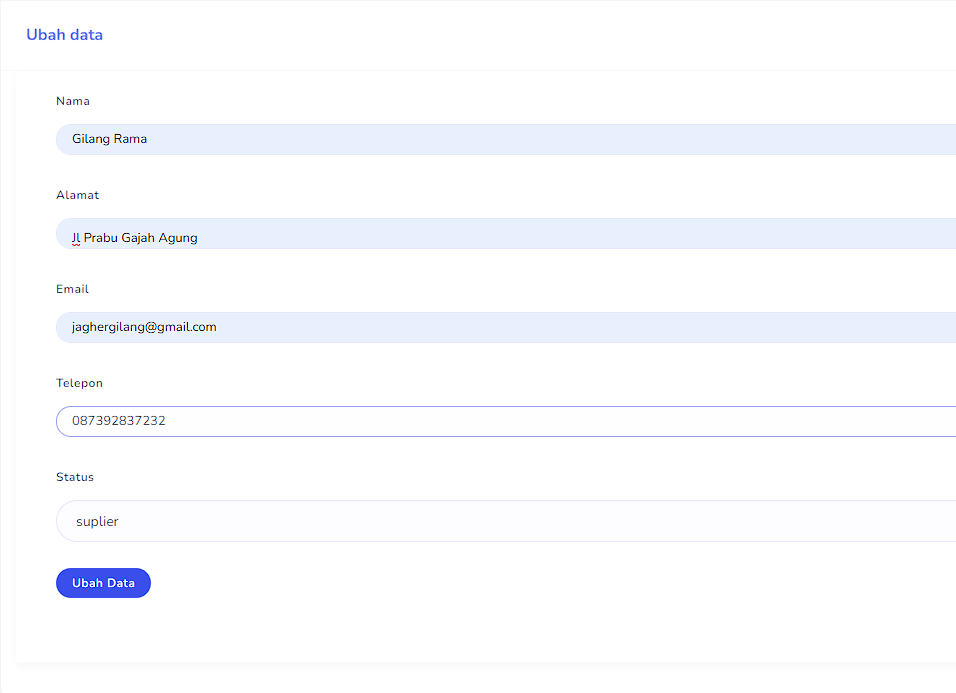 Ubah data
Nama
Gilang Rama
Alamat
Jl Prabu Gajah Agung
Email
jaghergilang@gmail.com
Telepon
087392837232
Status
suplier
Ubah Data